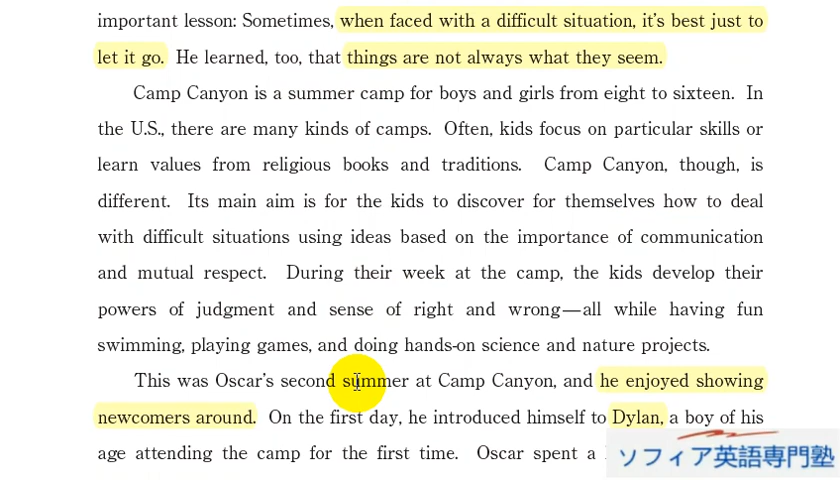 important lesson: Sometimes, when faced with a difficult situation, it's best just to
let it go. He learned, too, that things are not always what they seem.
Camp Canyon is a summer camp for boys and girls from eight to sixteen. In
the U.S., there are many kinds of camps. Often, kids focus on particular skills or
learn values from religious books and traditions. Camp Canyon, though, is
different. Its main aim is for the kids to discover for themselves how to deal
with difficult situations using ideas based on the importance of communication
and mutual respect. During their week at the camp, the kids develop their
powers of judgment and sense of right and wrong—all while having fun
swimming, playing games, and doing hands-on science and nature projects.
This was Oscar's second summer at Camp Canyon, and he enjoyed showing
newcomers around. On the first day, he introduced himself to Dylan, a boy of his
age attending the camp for the first time. Oscar spent a
ソフィア英語専門塾